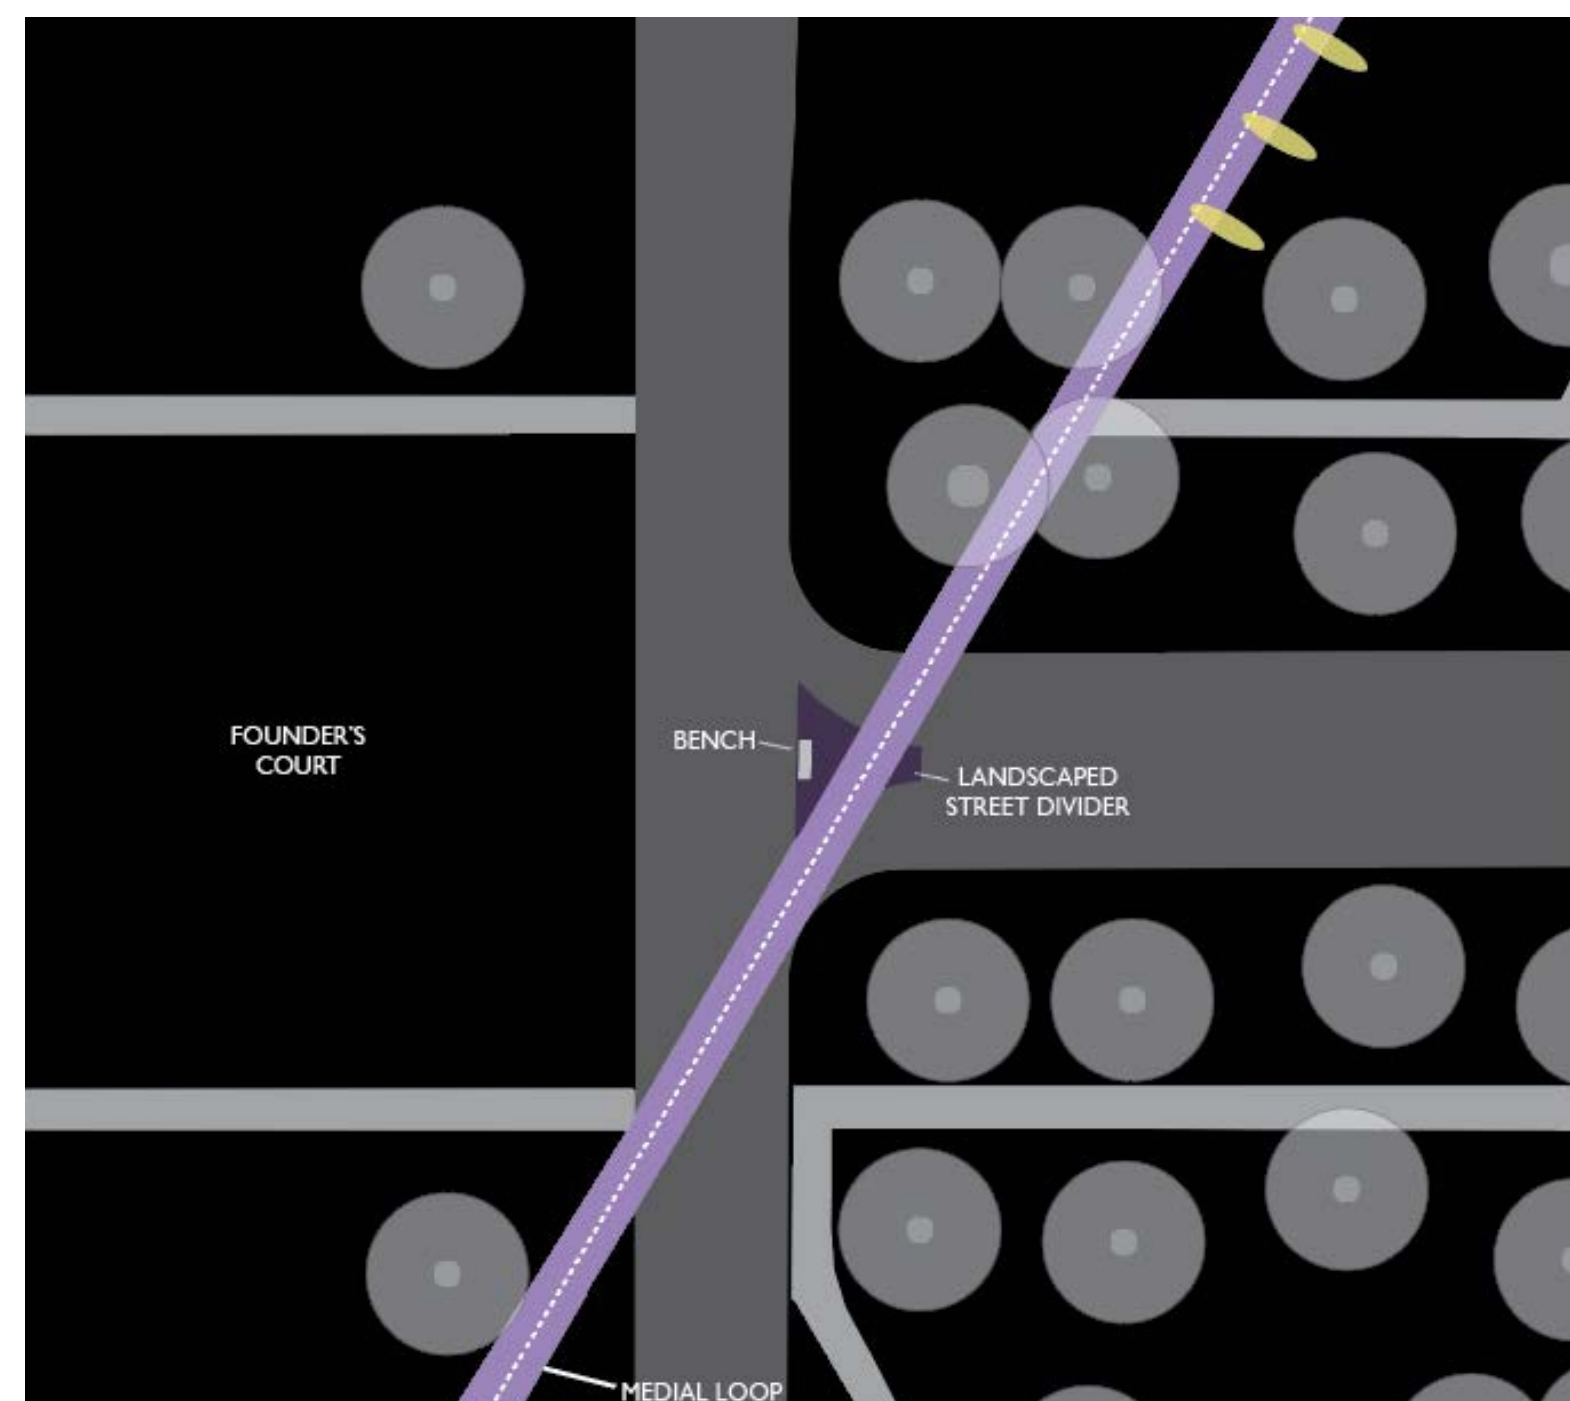 FOUNDER'S
COURT
BENCH
LANDSCAPED
STREET DIVIDER
MEDIAL LOOP